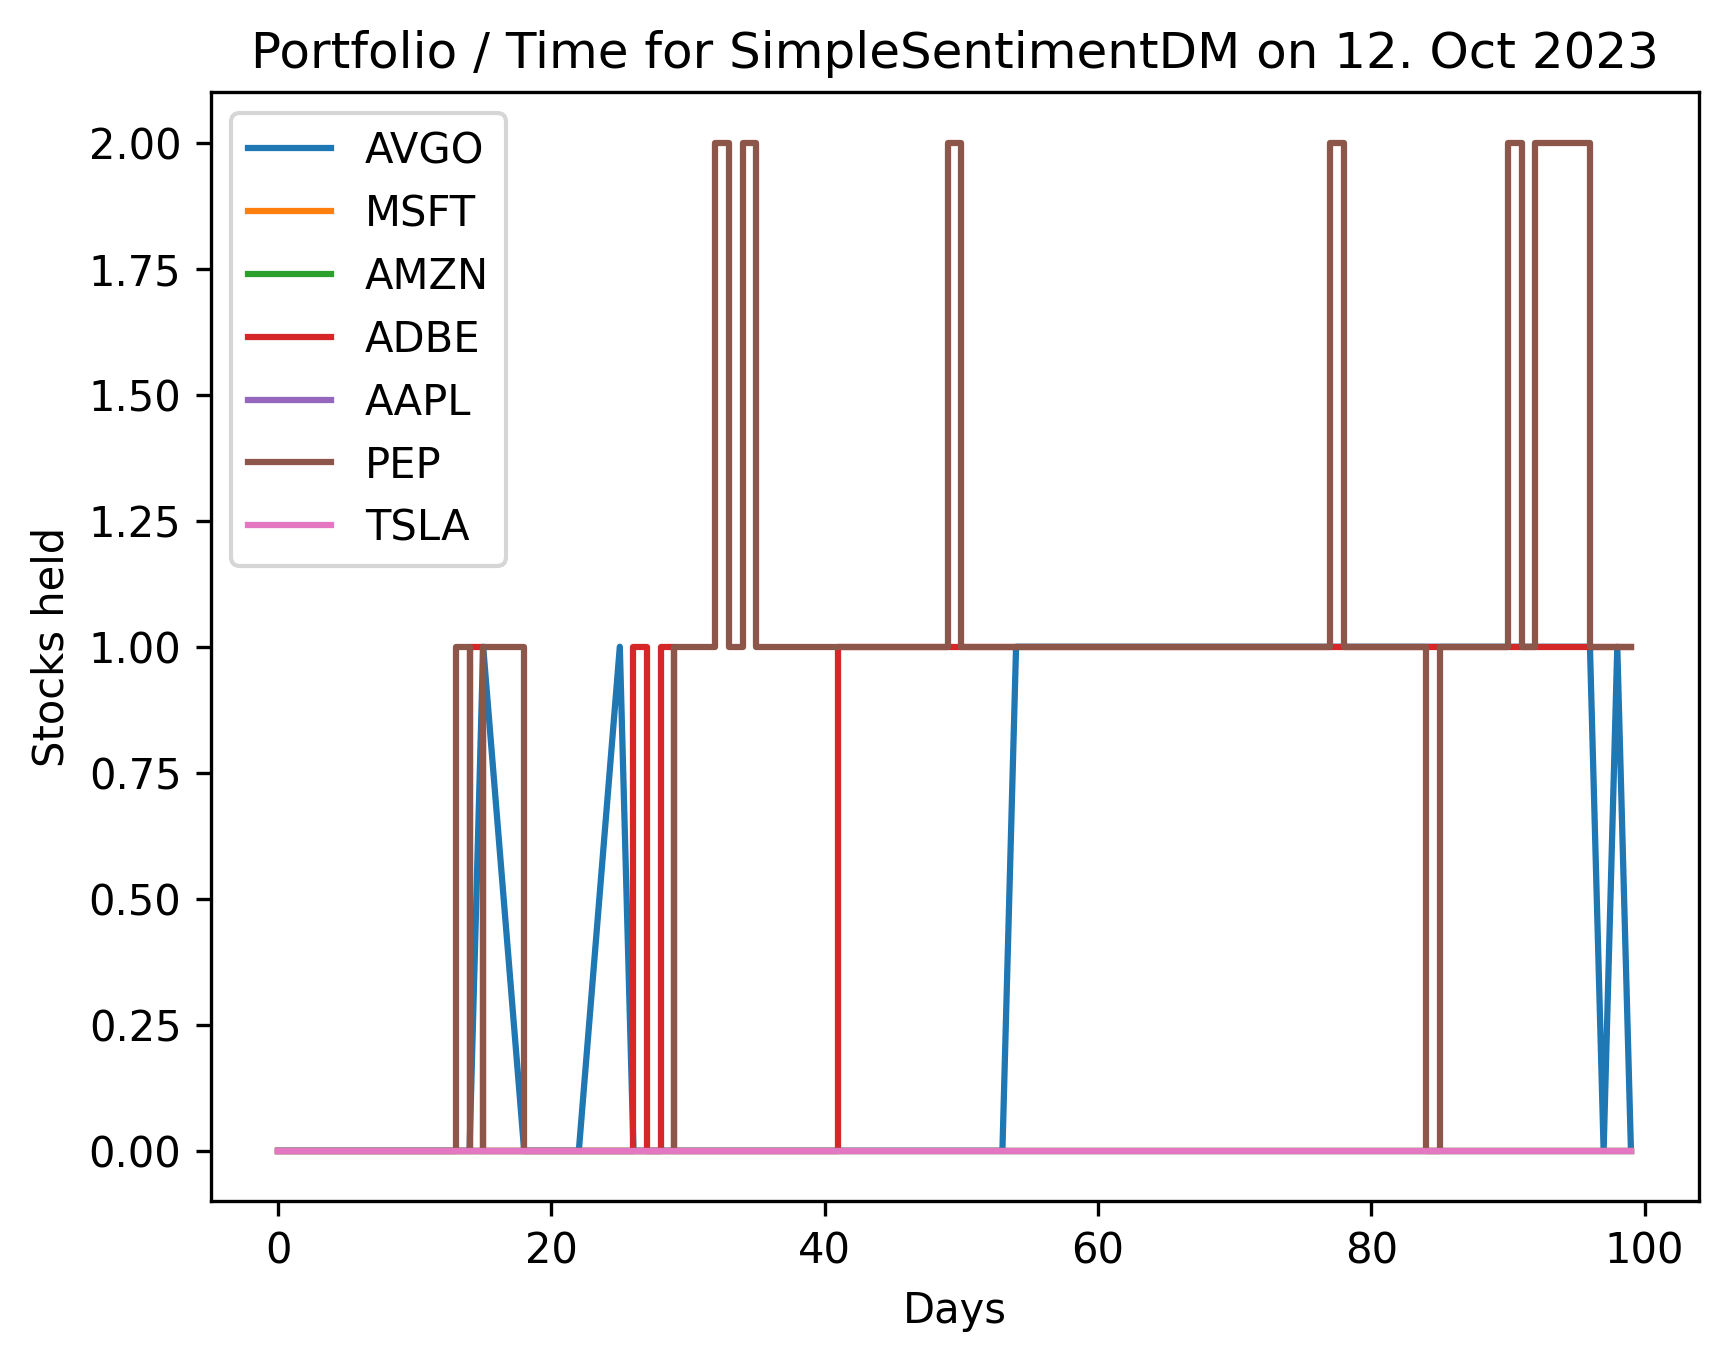 Portfolio / Time for SimpleSentimentDM on 12. Oct 2023
AVGO
MSFT
AMZN
ADBE
AAPL
PEP
TSLA
Stocks held
2.00
1.75
1.50
1.25
1.00
0.75
0.50
0.25
0.00
0 20 40 60 80 100
Days